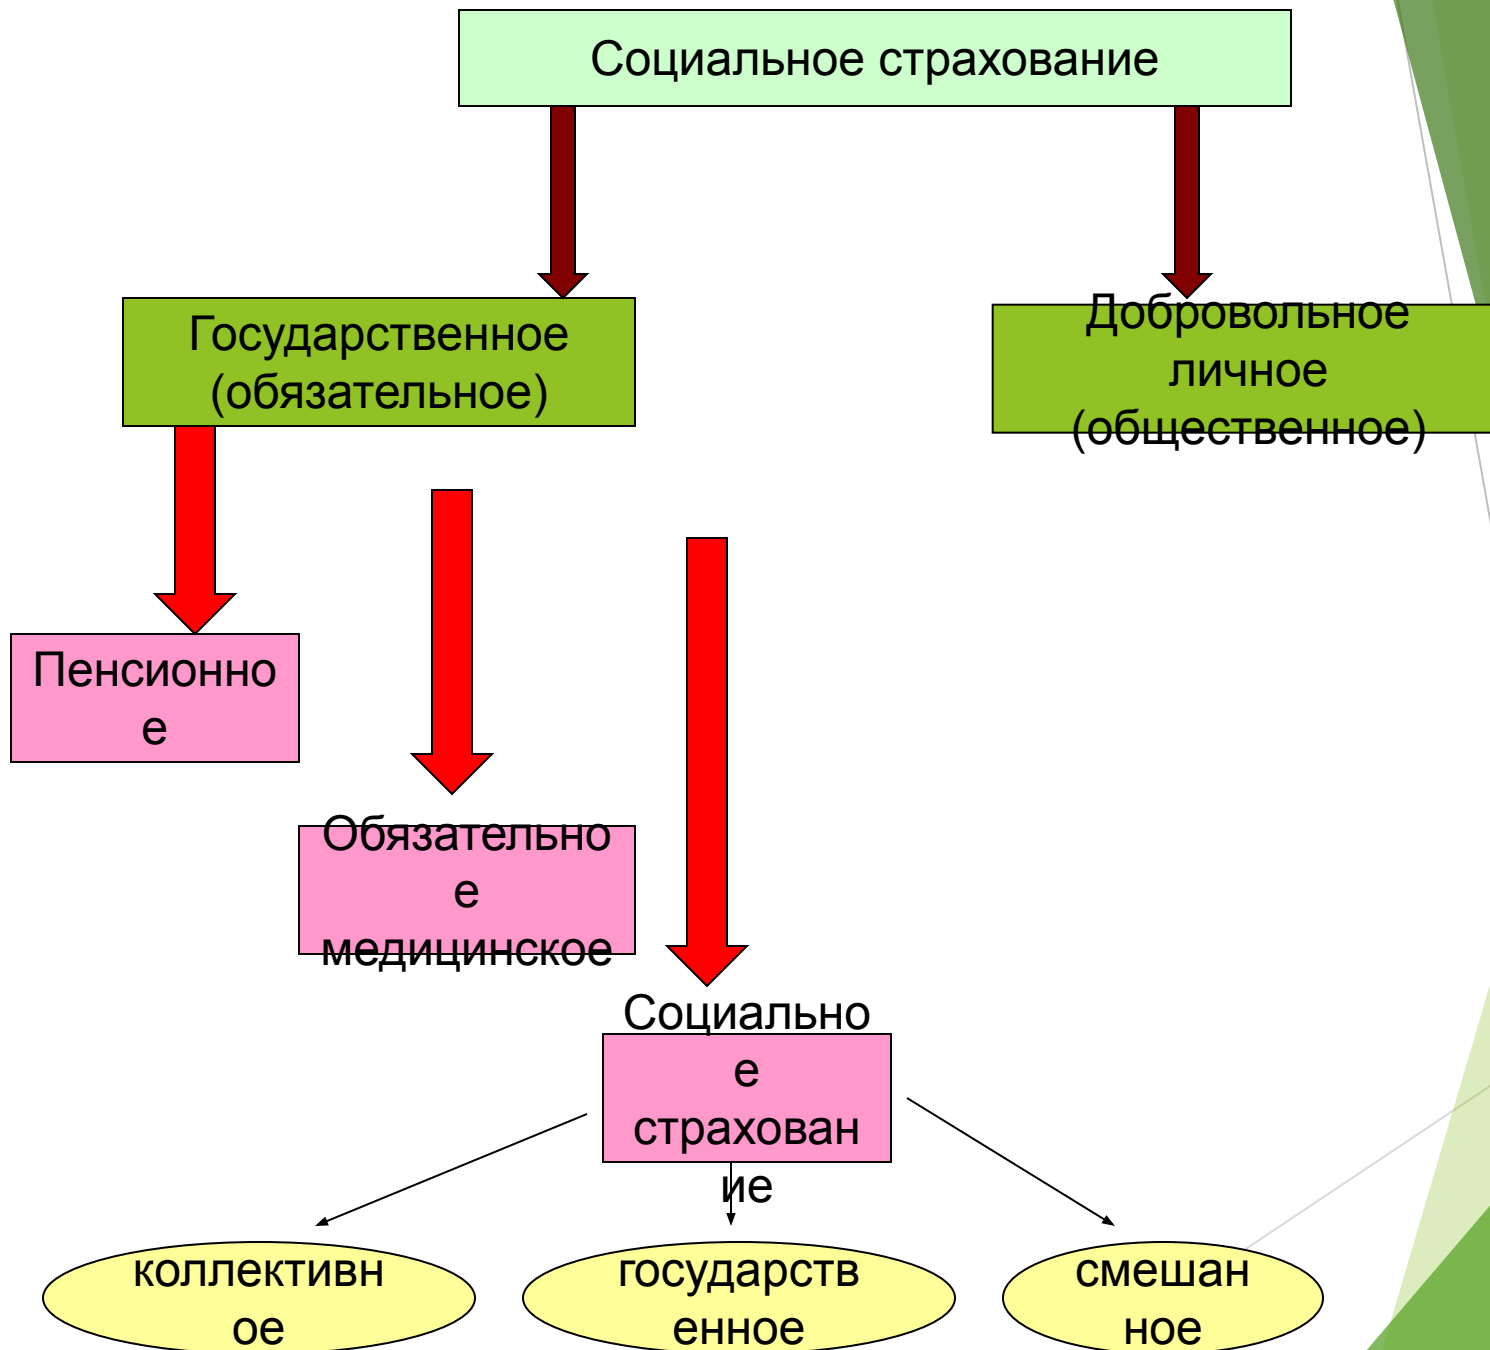 Социальное страхование
Государственное
(обязательное)
Добровольное
личное
(общественное)
Пенсионно
е
Обязательно
е
медицинское
Социально
е
страхован
ие
коллективн
ое
государств
енное
смешан
ное